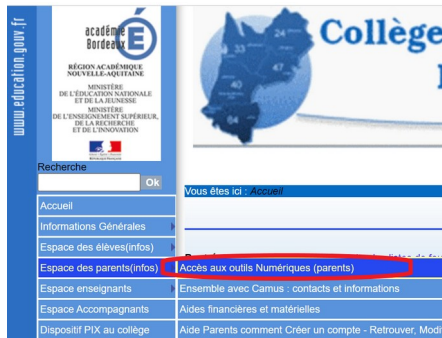 www.education.gouv.fr
académie
Bordeaux
RÉGION ACADÉMIQUE
NOUVELLE-AQUITAINE
MINISTÈRE
DE L'ÉDUCATION NATIONALE
ET DE LA JEUNESSE
MINISTÈRE
DE L'ENSEIGNEMENT SUPÉRIEUR,
DE LA RECHERCHE
ET DE L'INNOVATION
24
33
47
40
64
Collège
Recherche
Ok
Vous êtes ici : Accueil
Accueil
Informations Générales
Espace des élèves(infos)
Espace des parents(infos)
Accès aux outils Numériques (parents)
Espace enseignants
Ensemble avec Camus : contacts et informations
Espace Accompagnants
Aides financières et matérielles
Dispositif PIX au collège
Aide Parents comment Créer un compte - Retrouver, Modi